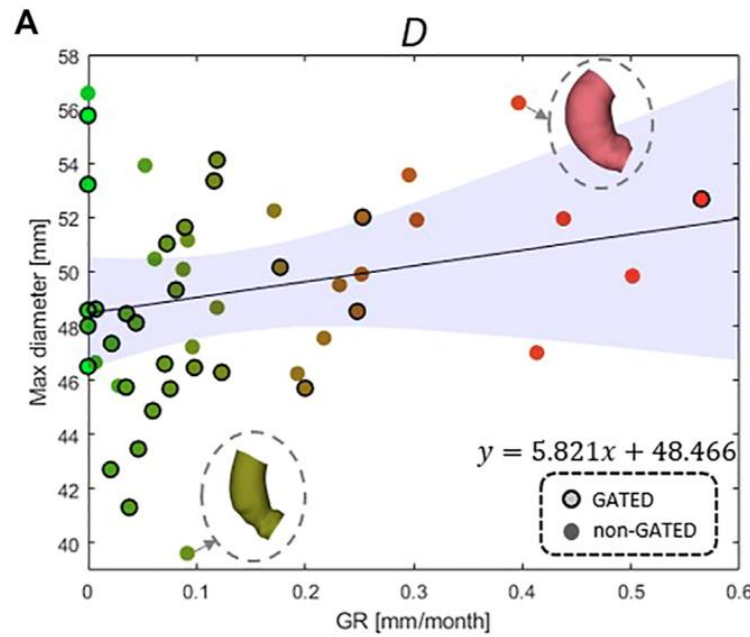 A
D
58
56
54
52
50
48
46
44
42
40
Max diameter [mm]
y = 5.821x + 48.466
GATED
non-GATED
0
0.1
0.2
0.3
0.4
0.5
0.6
GR [mm/month]